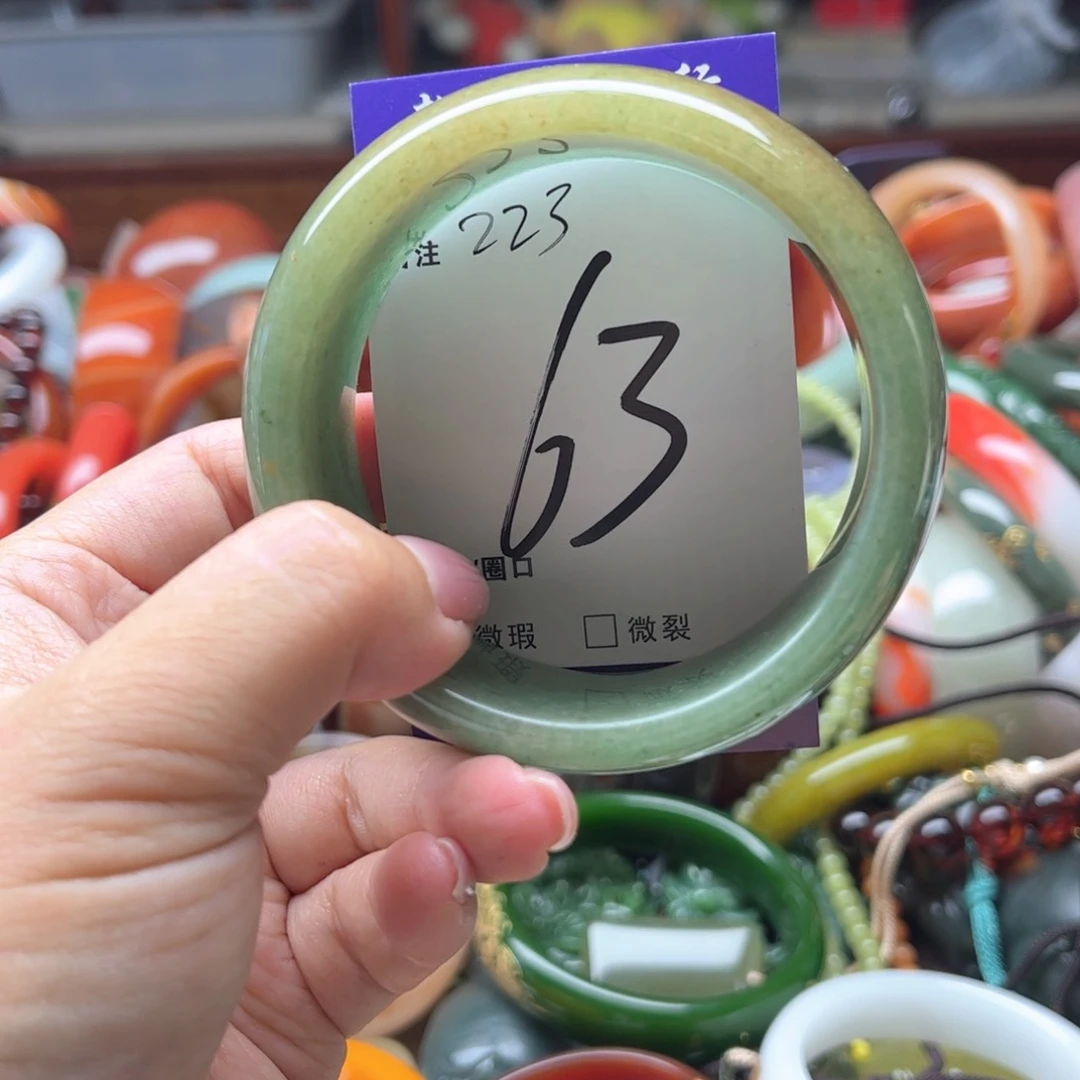 注 223
63
圈口
微瑕 □ 微裂